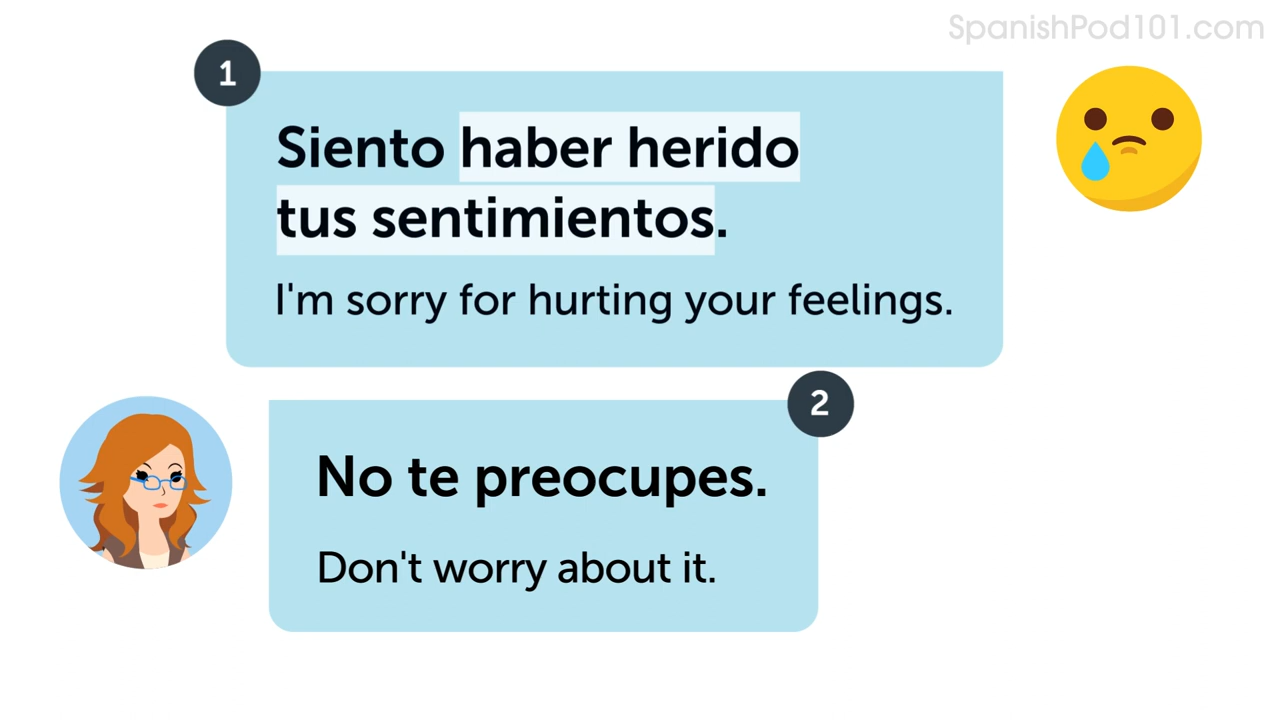 SpanishPod101.com
1
Siento haber herido
tus sentimientos.
I'm sorry for hurting your feelings.
2
No te preocupes.
Don't worry about it.